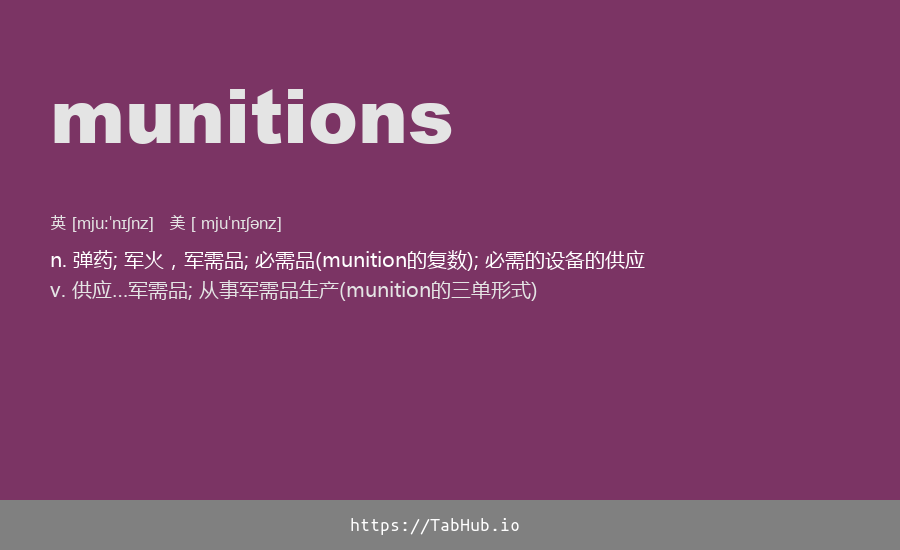 munitions
英 [mju:ˈnɪʃnz] 美 [ mjuˈnɪʃənz]
n. 弹药; 军火，军需品; 必需品(munition的复数); 必需的设备的供应
v. 供应…军需品; 从事军需品生产(munition的三单形式)
https://TabHub.io